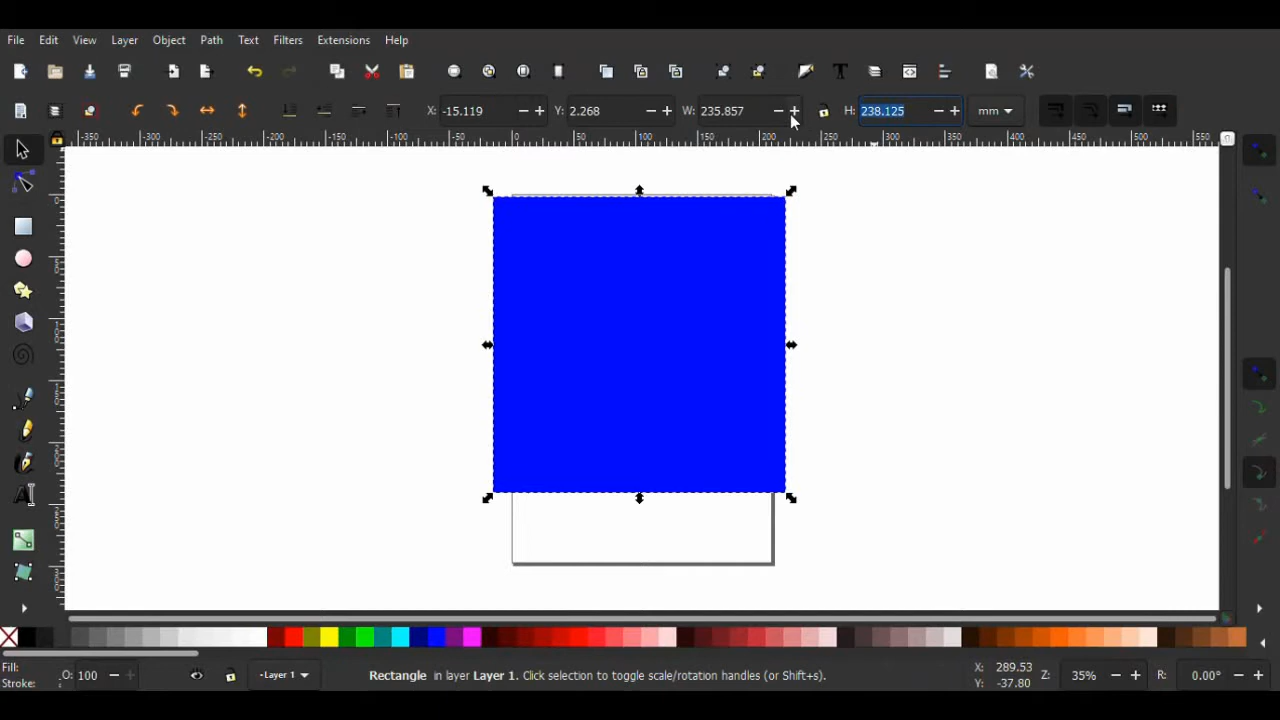 File Edit View Layer Object Path Text Filters Extensions Help
X: -15.119 Y: 2.268 W: 235.857 H: 238.125 mm
-350 -300 -250 -200 -150 -100 -50 0 50 100 150 200 250 300 350 400 450 500 550
Fill:
Stroke:
O: 100
-Layer 1
Rectangle in layer Layer 1. Click selection to toggle scale/rotation handles (or Shift+s).
X: 289.53
Y: -37.80
Z: 35%
R: 0.00°